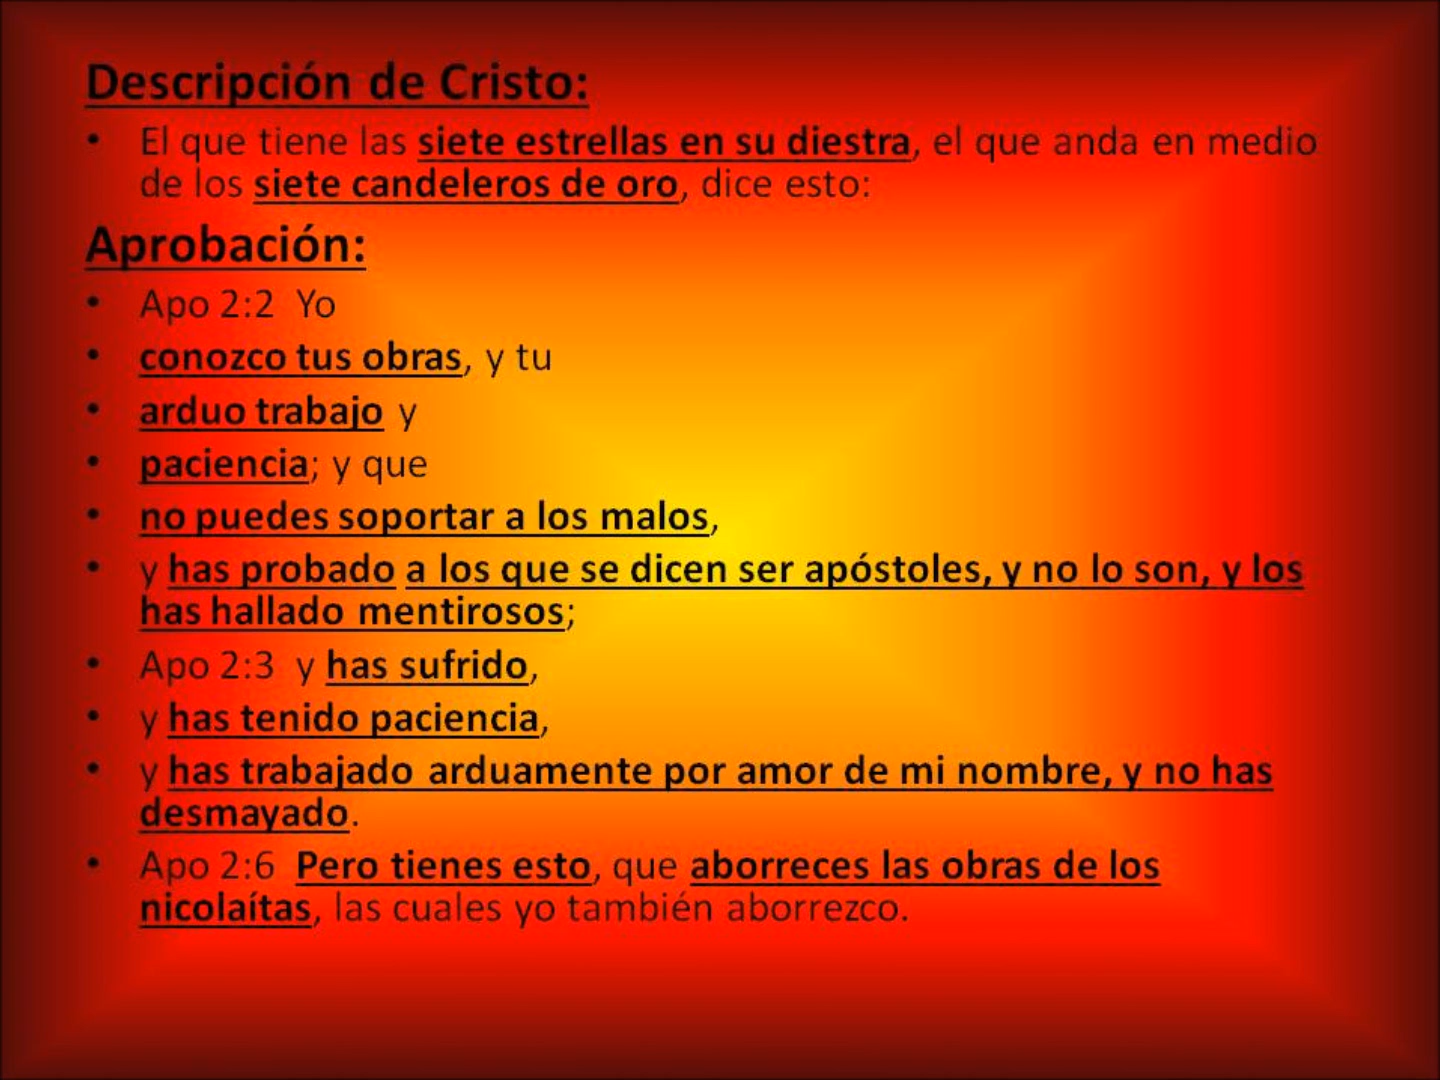 Descripción de Cristo:
• El que tiene las siete estrellas en su diestra, el que anda en medio
de los siete candeleros de oro, dice esto:
Aprobación:
• Apo 2:2 Yo
• conozco tus obras, y tu
• arduo trabajo y
• paciencia; y que
• no puedes soportar a los malos,
• y has probado a los que se dicen ser apóstoles, y no lo son, y los
has hallado mentirosos;
• Apo 2:3 y has sufrido,
• y has tenido paciencia,
• y has trabajado arduamente por amor de mi nombre, y no has
desmayado.
• Apo 2:6 Pero tienes esto, que aborreces las obras de los
nicolaítas, las cuales yo también aborrezco.